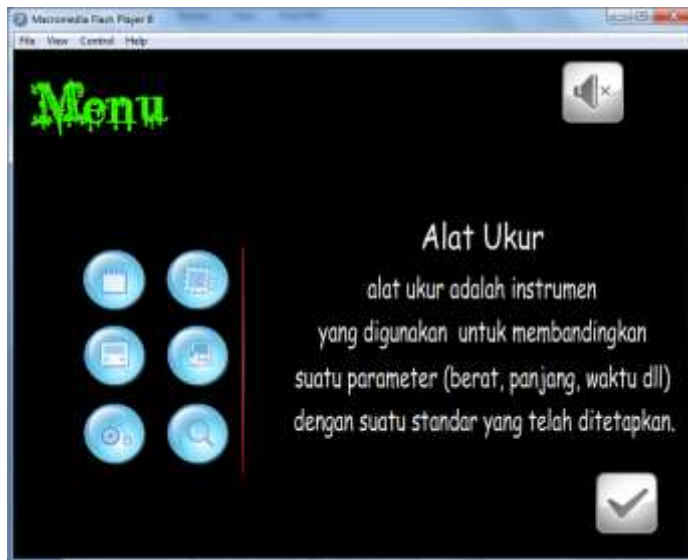 Macromedia Flash Player 8
File View Control Help
Menu
Alat Ukur
alat ukur adalah instrumen
yang digunakan untuk membandingkan
suatu parameter (berat, panjang, waktu dll)
dengan suatu standar yang telah ditetapkan.